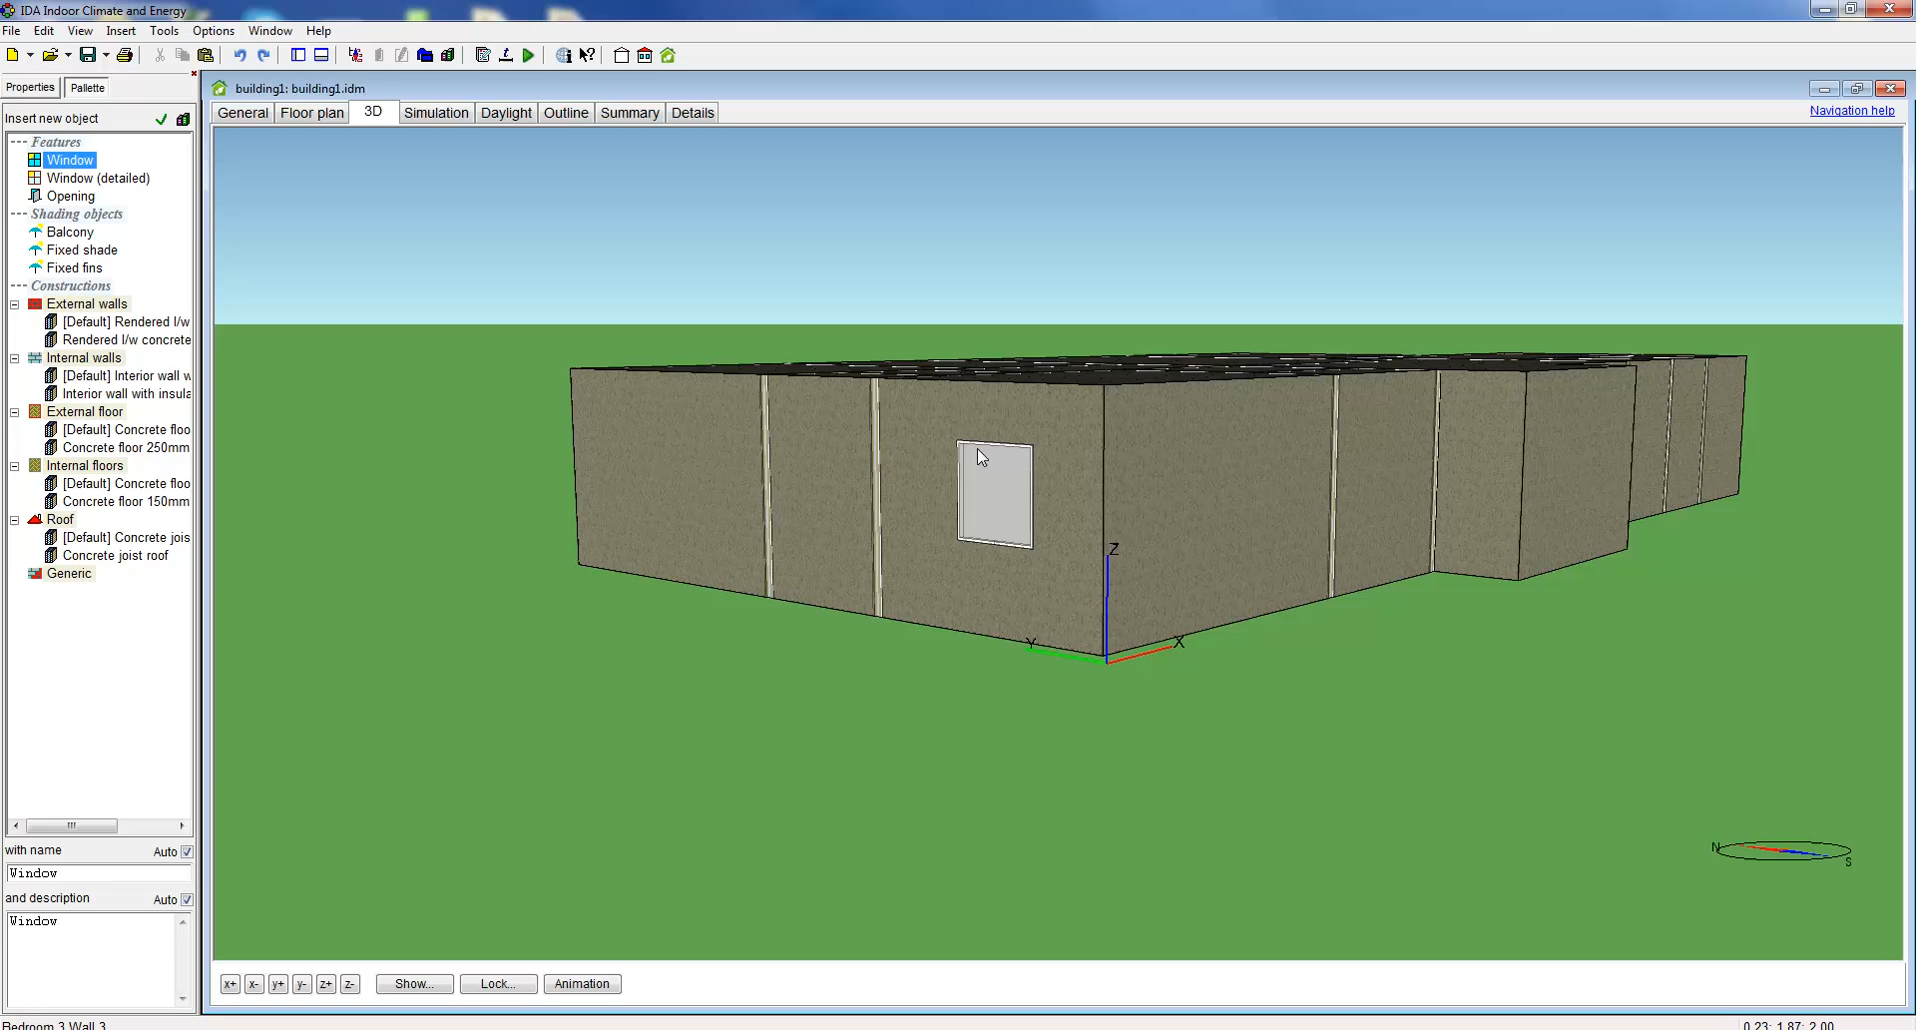 IDA Indoor Climate and Energy
File Edit View Insert Tools Options Window Help
Properties Palette
building1: building1.idm
General Floor plan 3D Simulation Daylight Outline Summary Details
Navigation help
Insert new object
Features
Window
Window (detailed)
Opening
Shading objects
Balcony
Fixed shade
Fixed fins
Constructions
External walls
[Default] Rendered l/w
Rendered l/w concrete
Internal walls
[Default] Interior wall w
Interior wall with insula
External floor
[Default] Concrete floo
Concrete floor 250mm
Internal floors
[Default] Concrete floo
Concrete floor 150mm
Roof
[Default] Concrete jois
Concrete joist roof
Generic
Z
Y
X
N
S
with name Auto
Window
and description Auto
Window
x+ x- y+ y- z+ z- Show... Lock... Animation
Bedroom 3.Wall 3
0.23; 1.87; 2.00